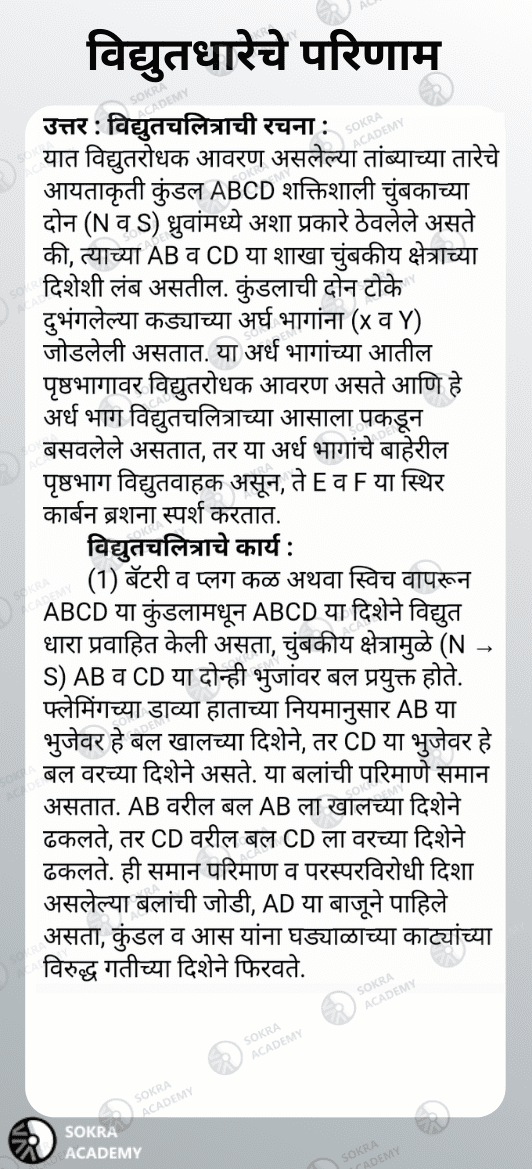 विद्युतधारेचे परिणाम
उत्तर : विद्युतचलित्राची रचना :
यात विद्युतरोधक आवरण असलेल्या तांब्याच्या तारेचे
आयताकृती कुंडल ABCD शक्तिशाली चुंबकाच्या
दोन (N व S) ध्रुवांमध्ये अशा प्रकारे ठेवलेले असते
की, त्याच्या AB व CD या शाखा चुंबकीय क्षेत्राच्या
दिशेशी लंब असतील. कुंडलाची दोन टोके
दुभंगलेल्या कड्याच्या अर्घ भागांना (x व Y)
जोडलेली असतात. या अर्ध भागांच्या आतील
पृष्ठभागावर विद्युतरोधक आवरण असते आणि हे
अर्ध भाग विद्युतचलित्राच्या आसाला पकडून
बसवलेले असतात, तर या अर्ध भागांचे बाहेरील
पृष्ठभाग विद्युतवाहक असून, ते E व F या स्थिर
कार्बन ब्रशना स्पर्श करतात.
विद्युतचलित्राचे कार्य :
(1) बॅटरी व प्लग कळ अथवा स्विच वापरून
ABCD या कुंडलामधून ABCD या दिशेने विद्युत
धारा प्रवाहित केली असता, चुंबकीय क्षेत्रामुळे (N →
S) AB व CD या दोन्ही भुजांवर बल प्रयुक्त होते.
फ्लेमिंगच्या डाव्या हाताच्या नियमानुसार AB या
भुजेवर हे बल खालच्या दिशेने, तर CD या भुजेवर हे
बल वरच्या दिशेने असते. या बलांची परिमाणे समान
असतात. AB वरील बल AB ला खालच्या दिशेने
ढकलते, तर CD वरील बल CD ला वरच्या दिशेने
ढकलते. ही समान परिमाण व परस्परविरोधी दिशा
असलेल्या बलांची जोडी, AD या बाजूने पाहिले
असता, कुंडल व आस यांना घड्याळाच्या काट्यांच्या
विरुद्ध गतीच्या दिशेने फिरवते.
SOKRA
ACADEMY